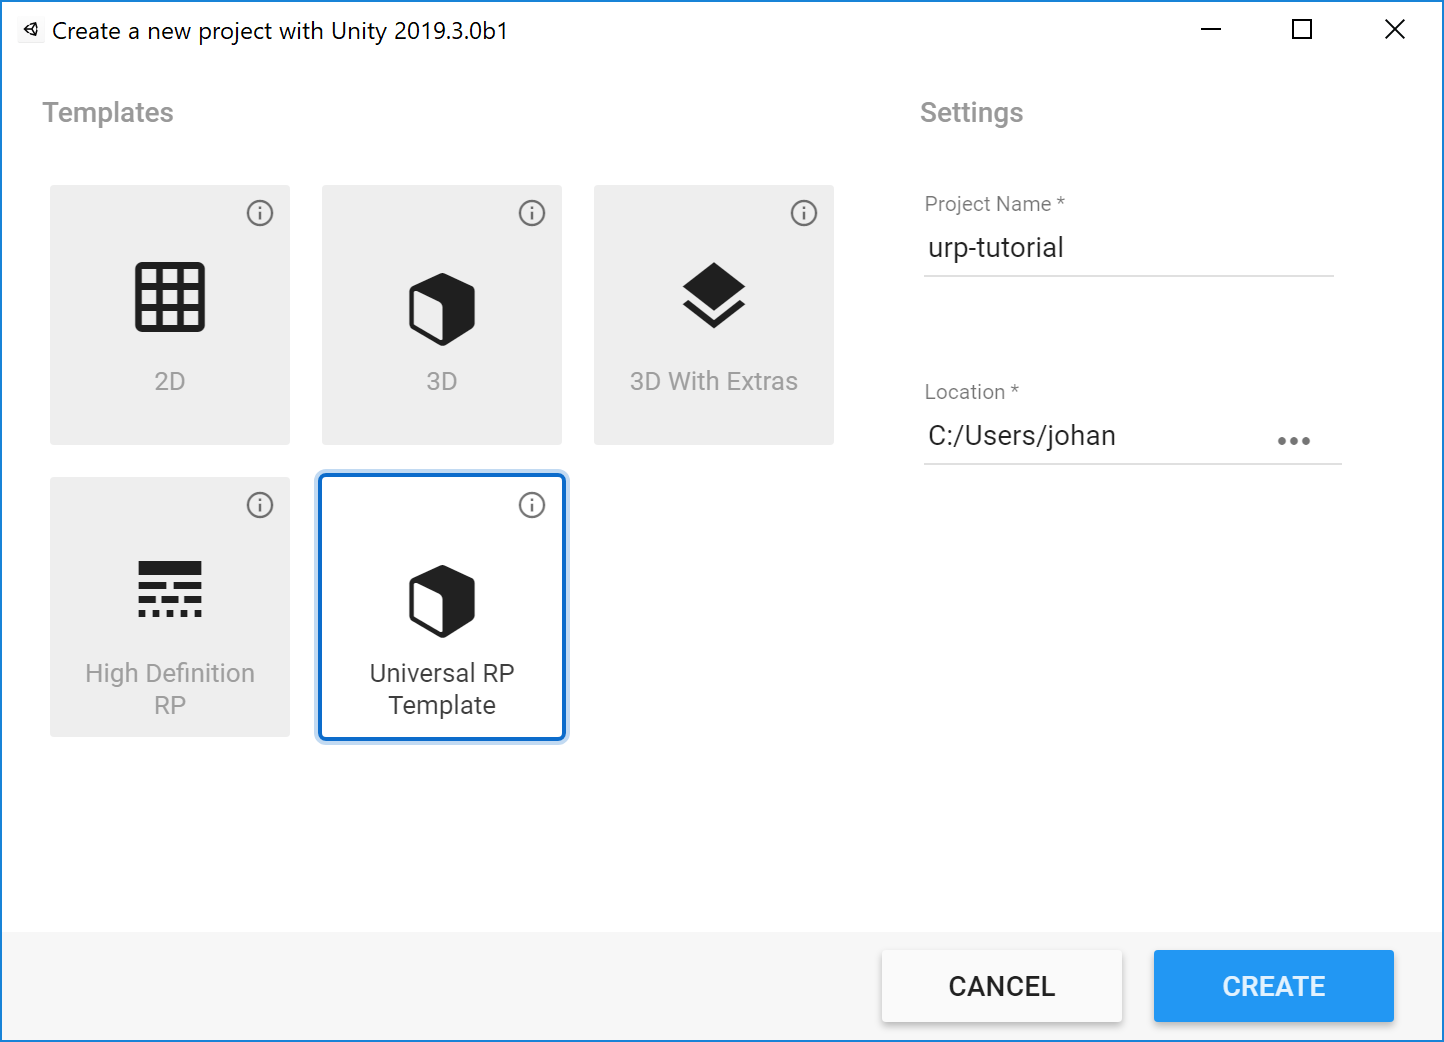 Create a new project with Unity 2019.3.0b1
Templates
2D
3D
3D With Extras
High Definition
RP
Universal RP
Template
Settings
Project Name *
urp-tutorial
Location *
C:/Users/johan
CANCEL
CREATE